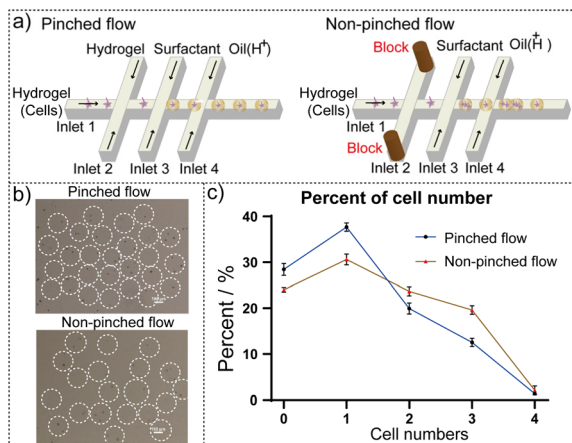 a)
Pinched flow
Hydrogel Surfactant Oil(H+)
Hydrogel
(Cells)
Inlet 1
Inlet 2 Inlet 3 Inlet 4
Non-pinched flow
Block
Surfactant Oil(H+)
Hydrogel
(Cells)
Inlet 1
Block
Inlet 2 Inlet 3 Inlet 4
b)
Pinched flow
Non-pinched flow
c)
Percent of cell number
Pinched flow
Non-pinched flow
Percent / %
40
30
20
10
0
0 1 2 3 4
Cell numbers